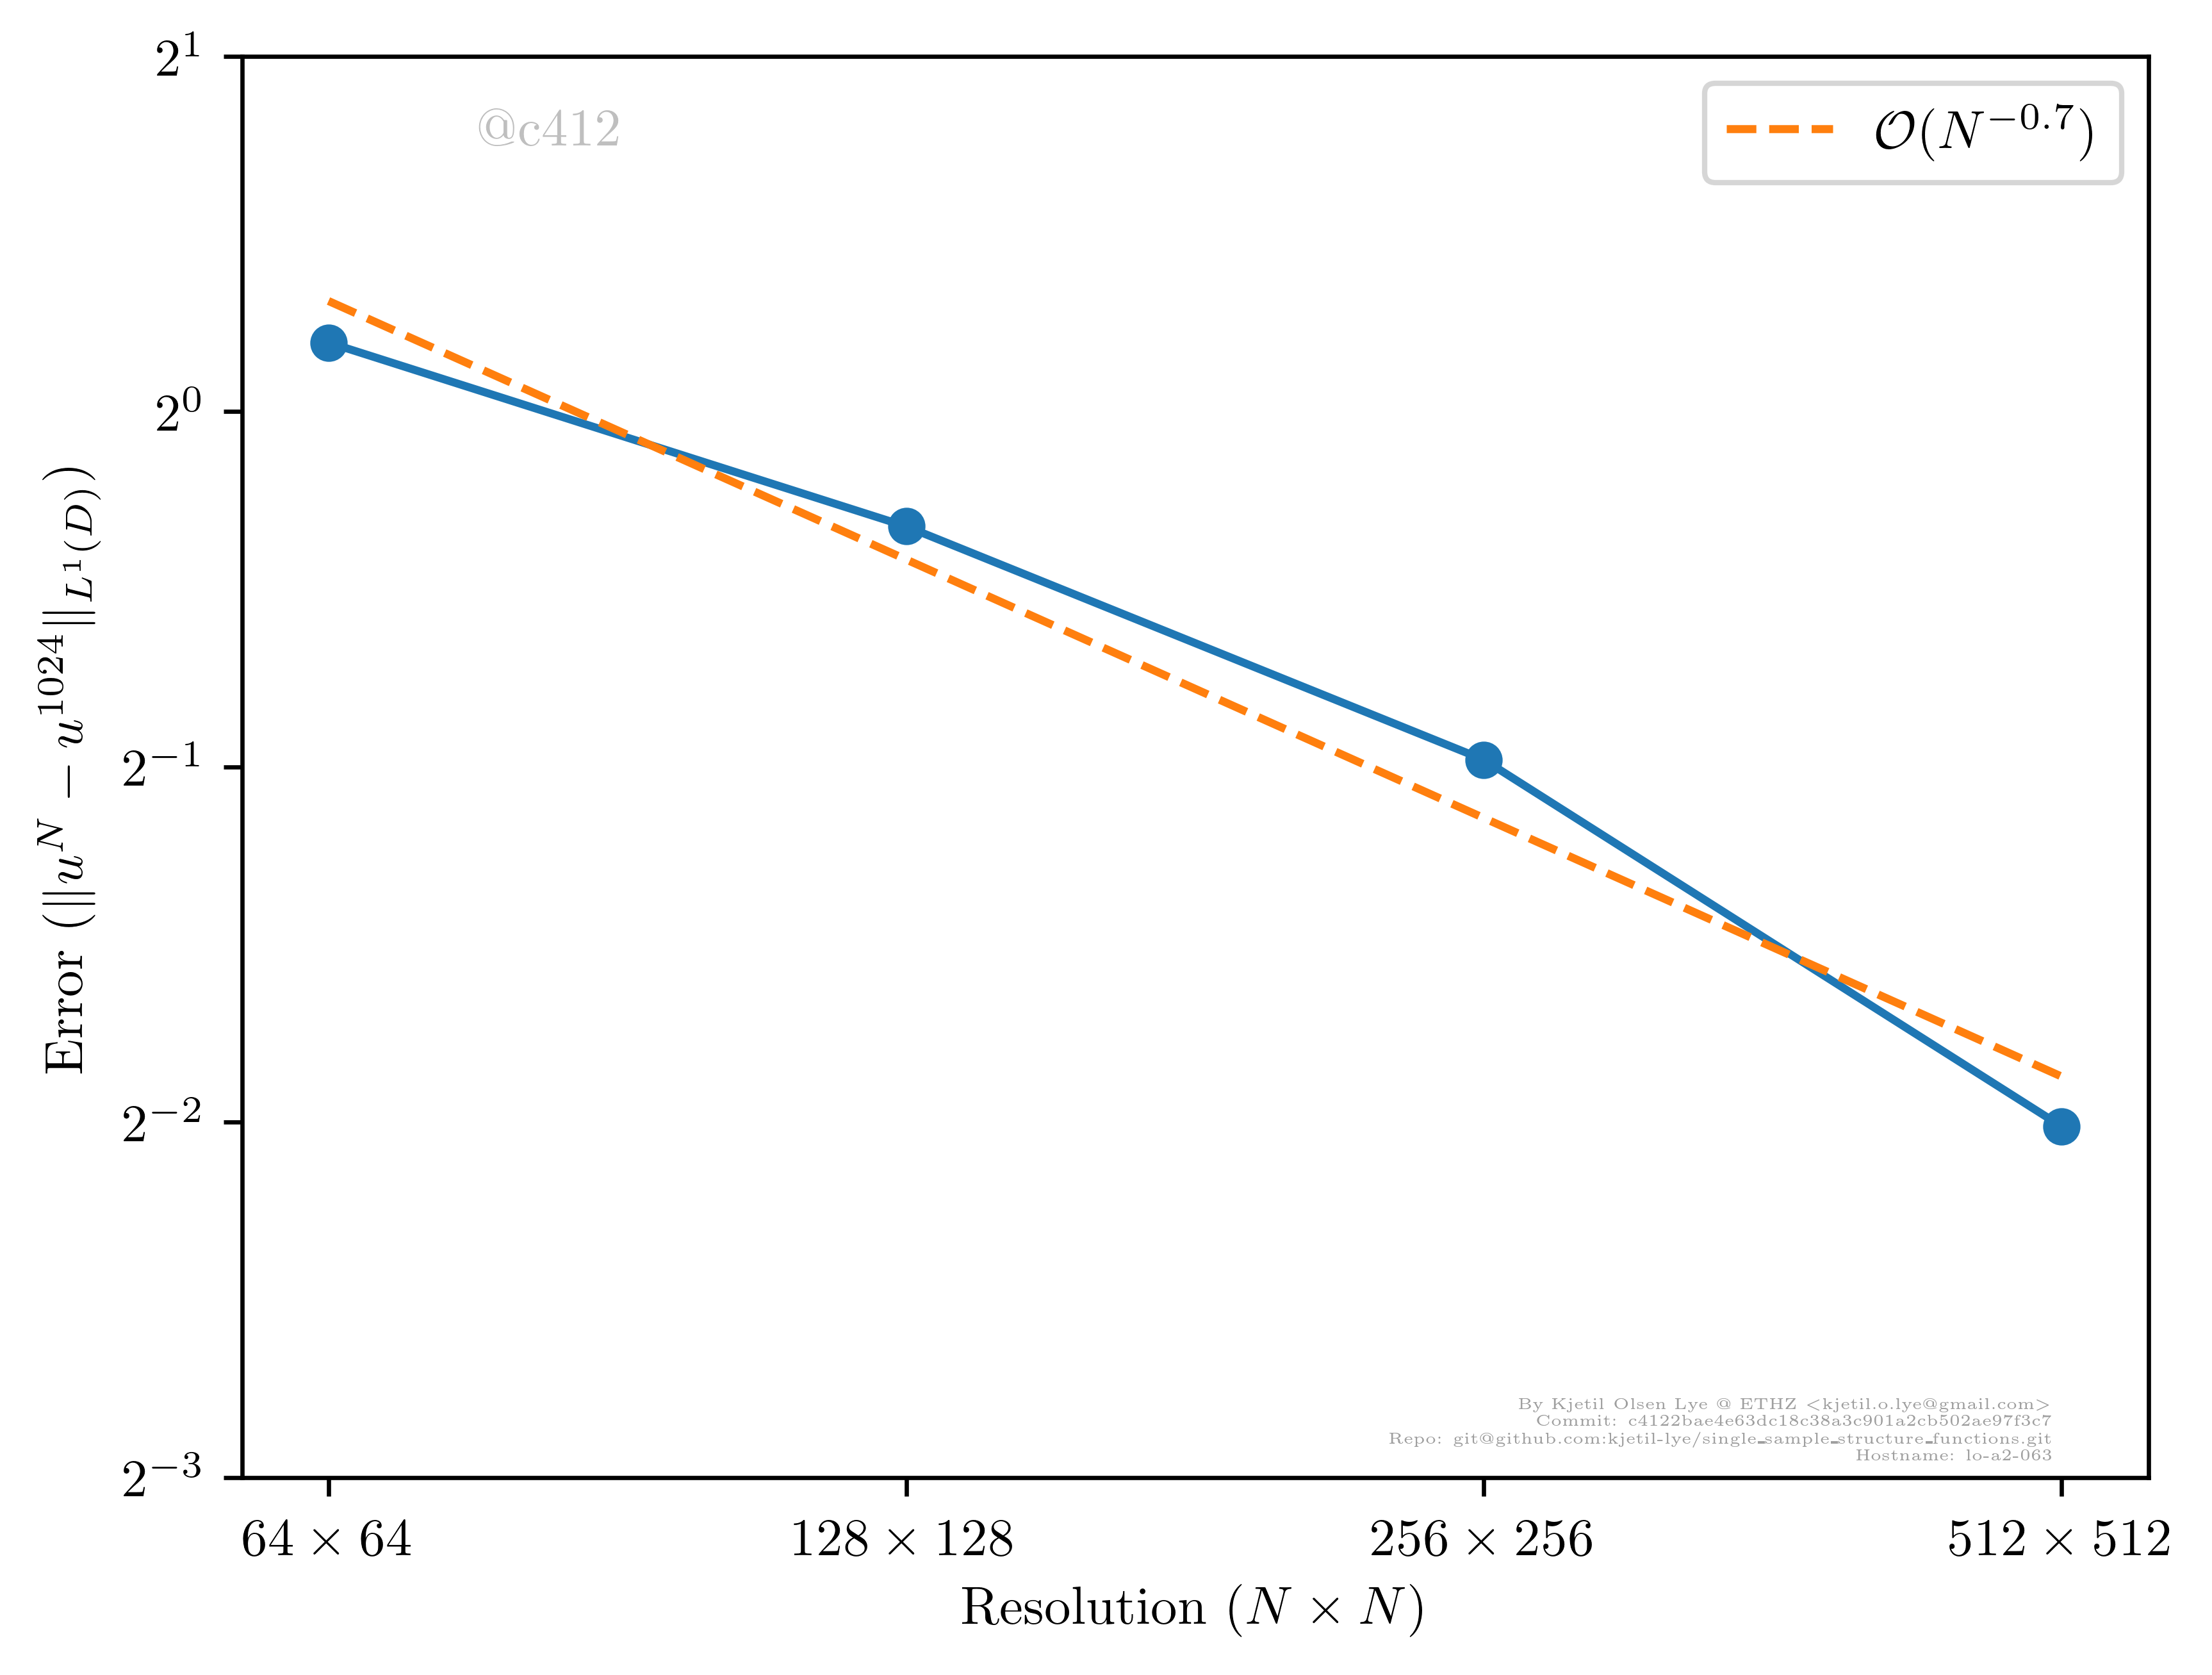 2^1
@c412
O(N^{-0.7})
2^0
2^{-1}
2^{-2}
2^{-3}
Error (||u^N − u^{1024}||_{L^1(D)})
By Kjetil Olsen Lye @ ETHZ <kjetil.o.lye@gmail.com>
Commit: c4122bae4e63dc18c38a3c901a2cb502ae97f3c7
Repo: git@github.com:kjetil-lye/single_sample_structure_functions.git
Hostname: lo-a2-063
64 × 64
128 × 128
256 × 256
512 × 512
Resolution (N × N)